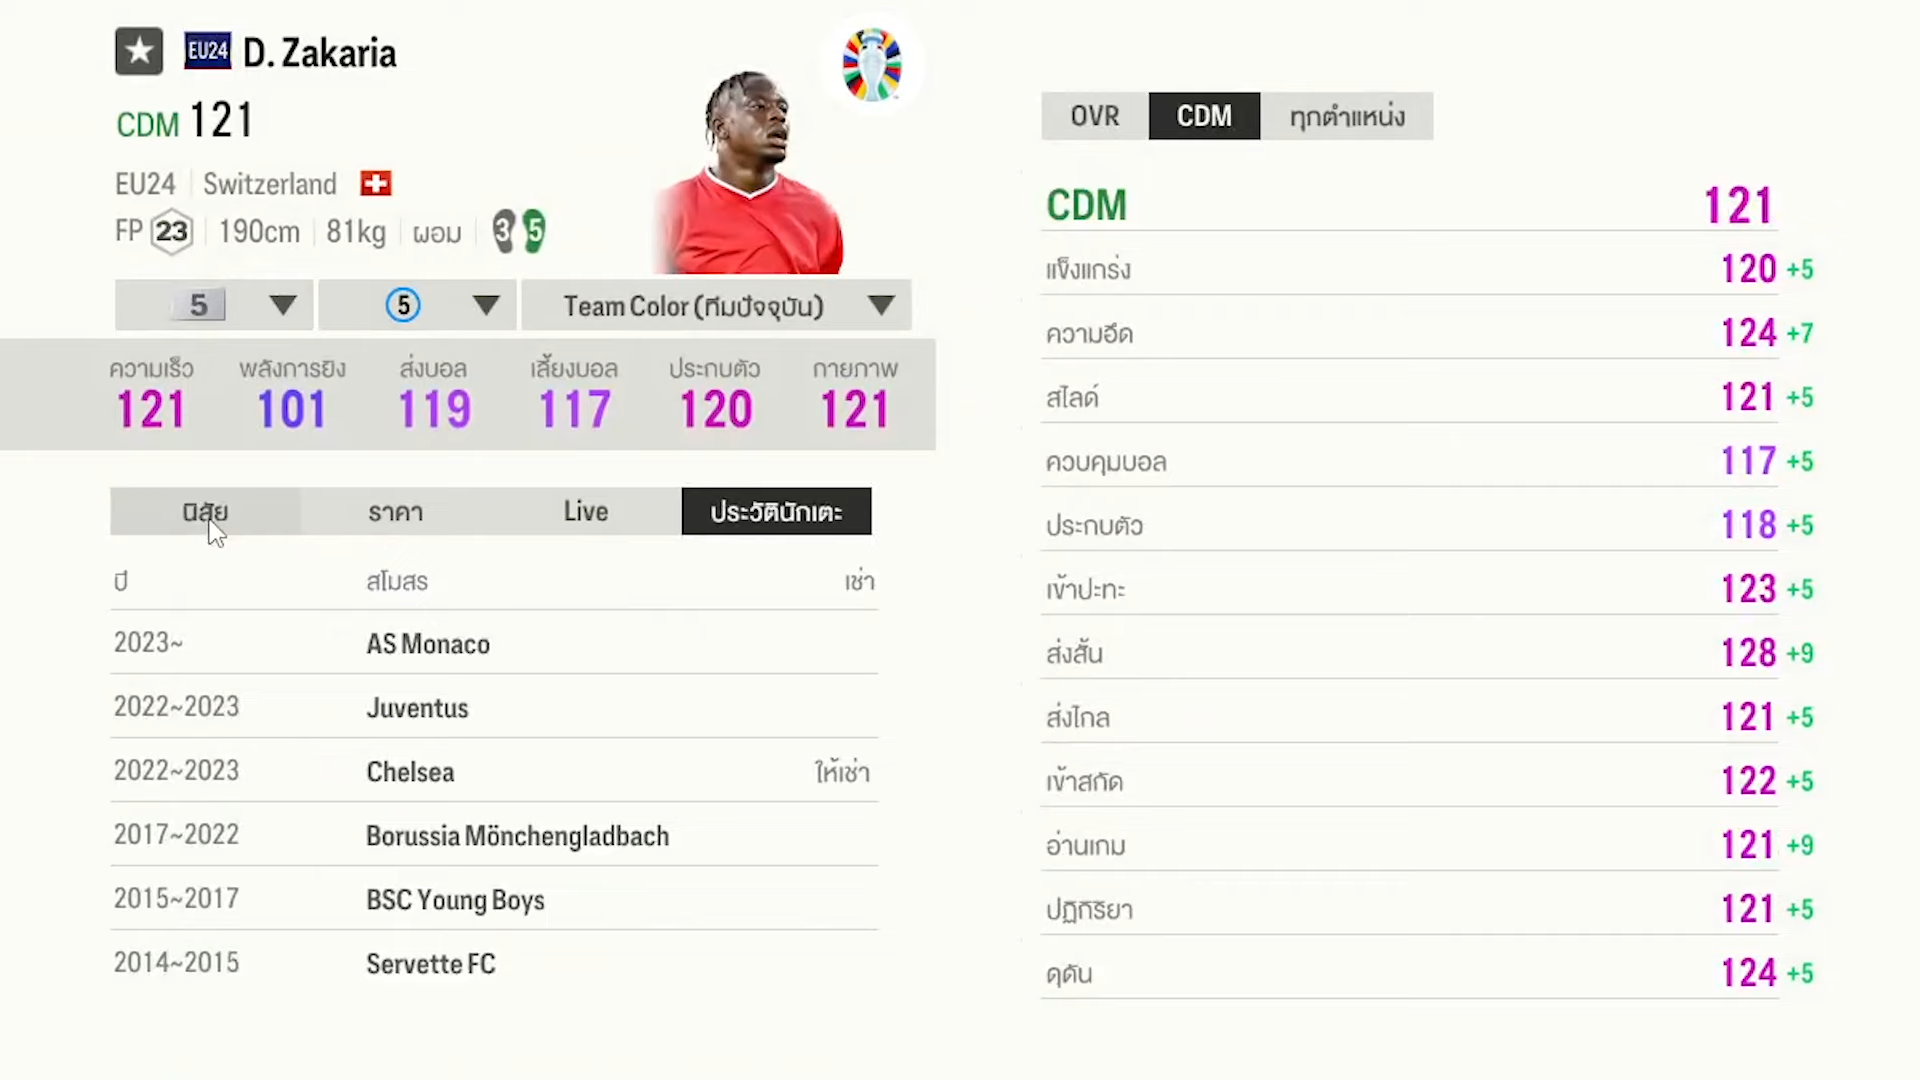 EU24 D. Zakaria
CDM 121
EU24 Switzerland
FP 23 190cm 81kg ผอม 3 5
5 5 Team Color (ทีมปัจจุบัน)
ความเร็ว พลังการยิง ส่งบอล เลี้ยงบอล ประกบตัว กายภาพ
121 101 119 117 120 121
นิสัย ราคา Live ประวัตินักเตะ
ปี สโมสร เช่า
2023~ AS Monaco
2022~2023 Juventus
2022~2023 Chelsea ให้เช่า
2017~2022 Borussia Mönchengladbach
2015~2017 BSC Young Boys
2014~2015 Servette FC
OVR CDM ทุกตำแหน่ง
CDM 121
แข็งแกร่ง 120 +5
ความอึด 124 +7
สไลด์ 121 +5
ควบคุมบอล 117 +5
ประกบตัว 118 +5
เข้าปะทะ 123 +5
ส่งสั้น 128 +9
ส่งไกล 121 +5
เข้าสกัด 122 +5
อ่านเกม 121 +9
ปฏิกิริยา 121 +5
ดุดัน 124 +5